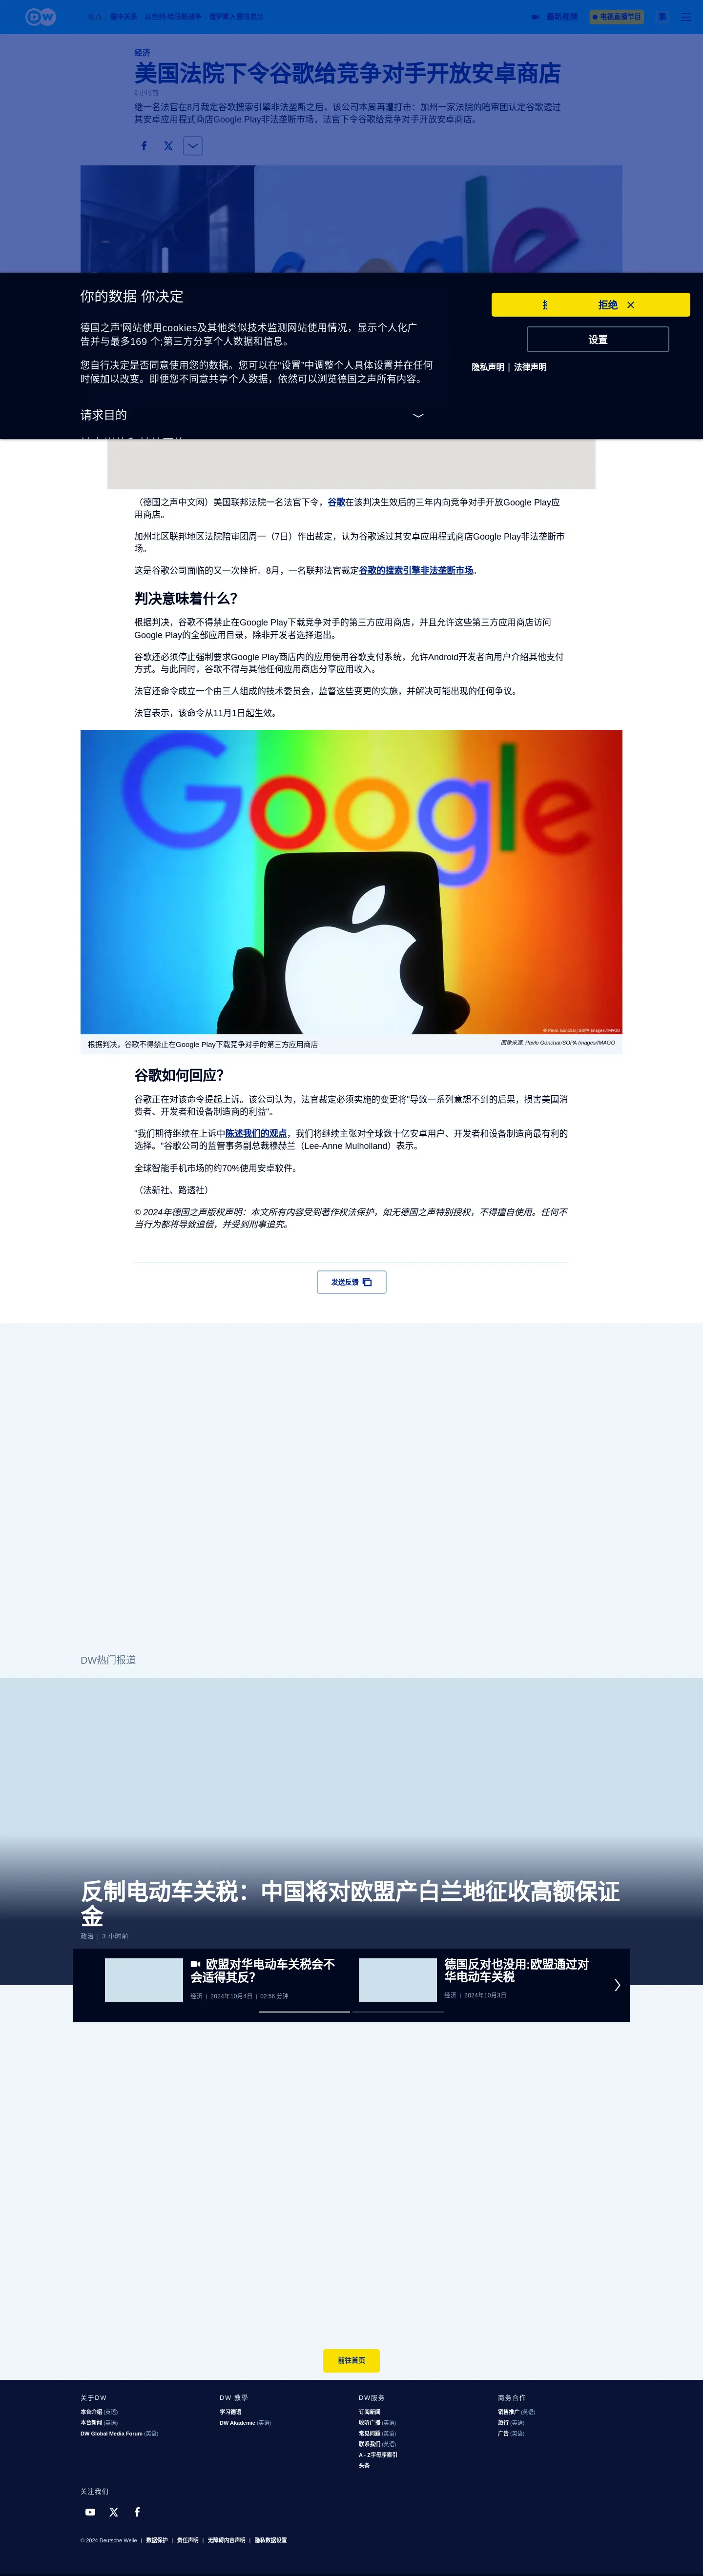 DW
焦点 德中关系 以色列-哈马斯战争 俄罗斯入侵乌克兰
最新视频
电视直播节目
繁
经济
美国法院下令谷歌给竞争对手开放安卓商店
2 小时前
继一名法官在8月裁定谷歌搜索引擎非法垄断之后，该公司本周再遭打击：加州一家法院的陪审团认定谷歌透过
其安卓应用程式商店Google Play非法垄断市场，法官下令谷歌给竞争对手开放安卓商店。
你的数据 你决定
拒绝
德国之声'网站使用cookies及其他类似技术监测网站使用情况，显示个人化广
告并与最多169 个;第三方分享个人数据和信息。
设置
您自行决定是否同意使用您的数据。您可以在"设置"中调整个人具体设置并在任何
时候加以改变。即便您不同意共享个人数据，依然可以浏览德国之声所有内容。
隐私声明 | 法律声明
请求目的
（德国之声中文网）美国联邦法院一名法官下令，谷歌在该判决生效后的三年内向竞争对手开放Google Play应
用商店。
加州北区联邦地区法院陪审团周一（7日）作出裁定，认为谷歌透过其安卓应用程式商店Google Play非法垄断市
场。
这是谷歌公司面临的又一次挫折。8月，一名联邦法官裁定谷歌的搜索引擎非法垄断市场。
判决意味着什么？
根据判决，谷歌不得禁止在Google Play下载竞争对手的第三方应用商店，并且允许这些第三方应用商店访问
Google Play的全部应用目录，除非开发者选择退出。
谷歌还必须停止强制要求Google Play商店内的应用使用谷歌支付系统，允许Android开发者向用户介绍其他支付
方式。与此同时，谷歌不得与其他任何应用商店分享应用收入。
法官还命令成立一个由三人组成的技术委员会，监督这些变更的实施，并解决可能出现的任何争议。
法官表示，该命令从11月1日起生效。
Google
© Pavlo Gonchar/SOPA Images/IMAGO
根据判决，谷歌不得禁止在Google Play下载竞争对手的第三方应用商店
图像来源: Pavlo Gonchar/SOPA Images/IMAGO
谷歌如何回应？
谷歌正在对该命令提起上诉。该公司认为，法官裁定必须实施的变更将"导致一系列意想不到的后果，损害美国消
费者、开发者和设备制造商的利益"。
"我们期待继续在上诉中陈述我们的观点，我们将继续主张对全球数十亿安卓用户、开发者和设备制造商最有利的
选择。"谷歌公司的监管事务副总裁穆赫兰（Lee-Anne Mulholland）表示。
全球智能手机市场的约70%使用安卓软件。
（法新社、路透社）
© 2024年德国之声版权声明：本文所有内容受到著作权法保护，如无德国之声特别授权，不得擅自使用。任何不
当行为都将导致追偿，并受到刑事追究。
发送反馈
DW热门报道
反制电动车关税：中国将对欧盟产白兰地征收高额保证
金
政治 | 3 小时前
欧盟对华电动车关税会不
会适得其反？
经济 | 2024年10月4日 | 02:56 分钟
德国反对也没用:欧盟通过对
华电动车关税
经济 | 2024年10月3日
前往首页
关于DW
本台介绍 (英语)
本台新闻 (英语)
DW Global Media Forum (英语)
DW 教學
学习德语
DW Akademie (英语)
DW服务
订阅新闻
收听广播 (英语)
常见问题 (英语)
联系我们 (英语)
A - Z字母序索引
头条
商务合作
销售推广 (英语)
旅行 (英语)
广告 (英语)
关注我们
© 2024 Deutsche Welle | 数据保护 | 责任声明 | 无障碍内容声明 | 隐私数据设置